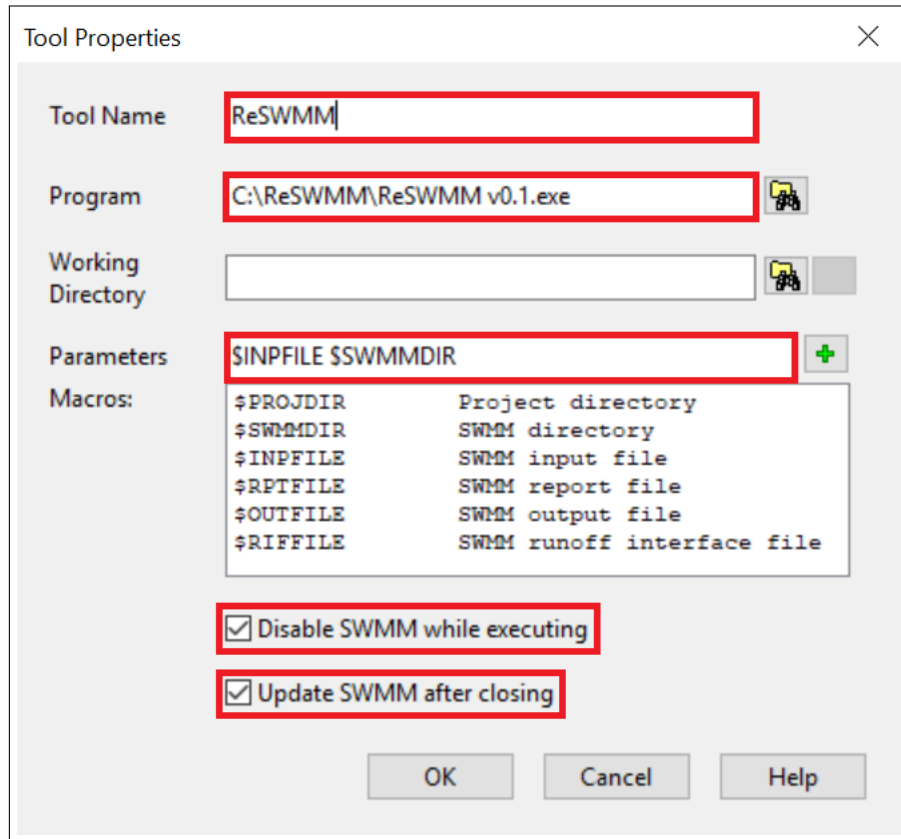 Tool Properties
Tool Name ReSWMM
Program C:\ReSWMM\ReSWMM v0.1.exe
Working
Directory
Parameters $INPFILE $SWMMDIR
Macros:
$PROJDIR Project directory
$SWMMDIR SWMM directory
$INPFILE SWMM input file
$RPTFILE SWMM report file
$OUTFILE SWMM output file
$RIFFILE SWMM runoff interface file
Disable SWMM while executing
Update SWMM after closing
OK Cancel Help